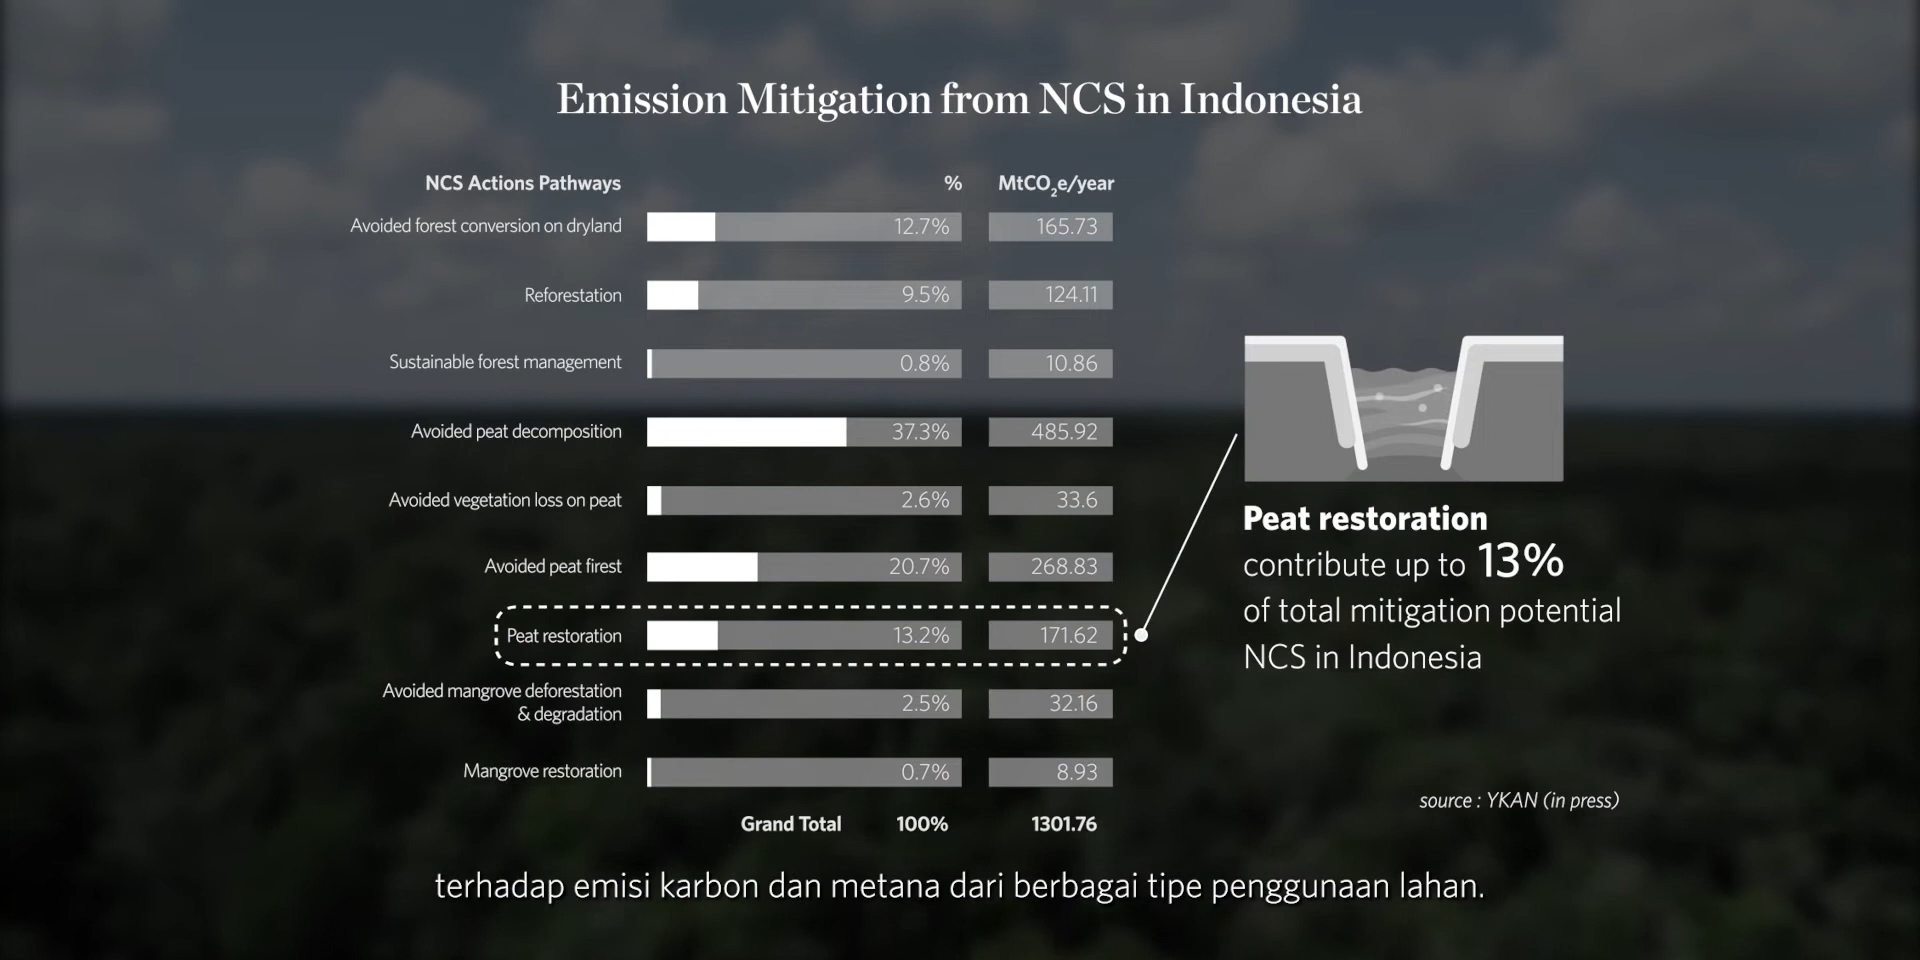 Emission Mitigation from NCS in Indonesia
NCS Actions Pathways % MtCO₂e/year
Avoided forest conversion on dryland 12.7% 165.73
Reforestation 9.5% 124.11
Sustainable forest management 0.8% 10.86
Avoided peat decomposition 37.3% 485.92
Avoided vegetation loss on peat 2.6% 33.6
Avoided peat firest 20.7% 268.83
Peat restoration 13.2% 171.62
Avoided mangrove deforestation
& degradation 2.5% 32.16
Mangrove restoration 0.7% 8.93
Grand Total 100% 1301.76
Peat restoration
contribute up to 13%
of total mitigation potential
NCS in Indonesia
source : YKAN (in press)
terhadap emisi karbon dan metana dari berbagai tipe penggunaan lahan.